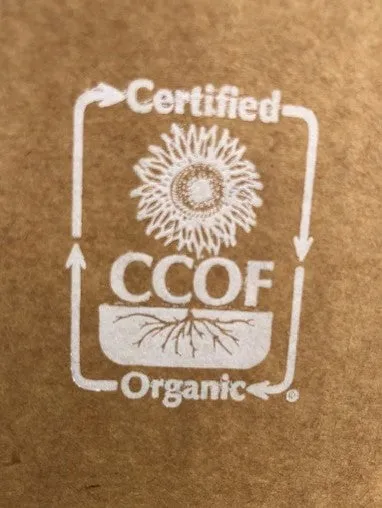 Certified
CCOF
Organic
®